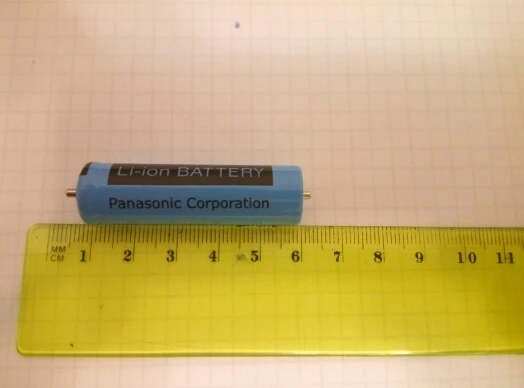 Li-ion BATTERY
Panasonic Corporation
MM
CM 1 2 3 4 5 6 7 8 9 10 11